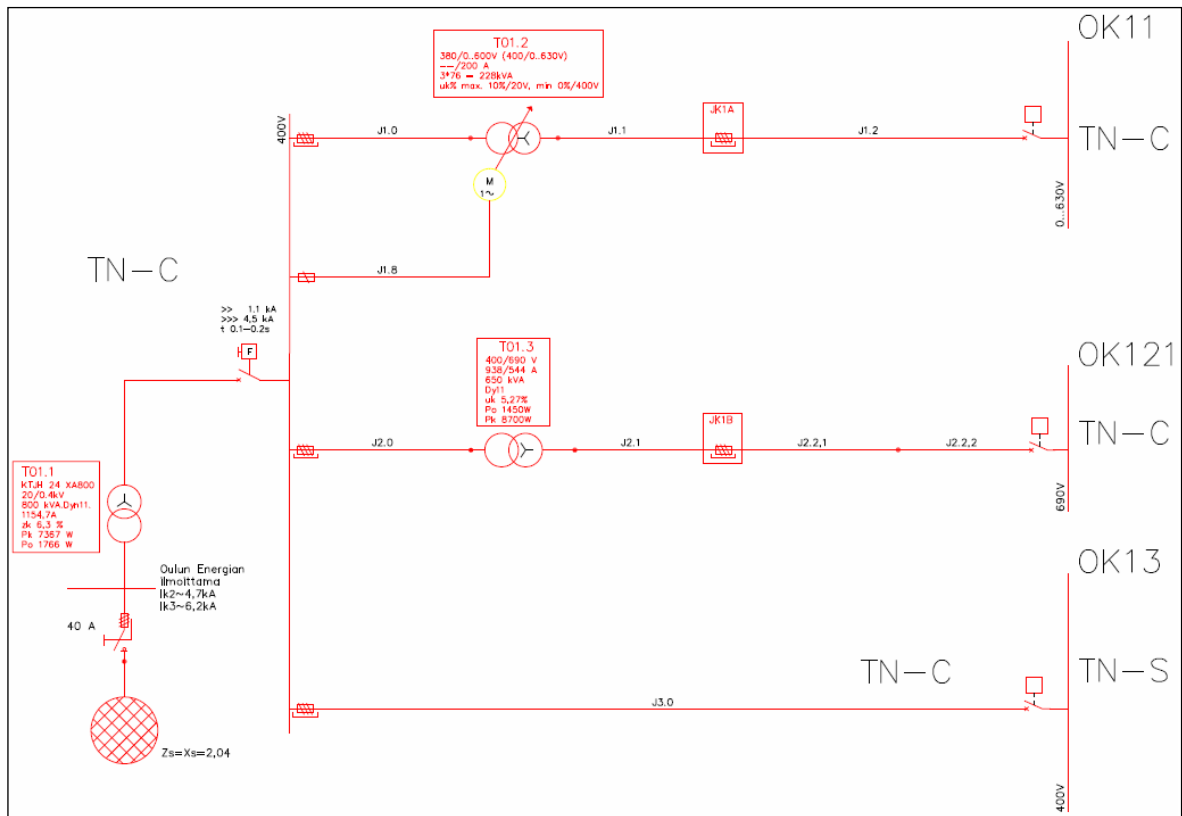 OK11
T01.2
380/0..600V (400/0..630V)
--/200 A
3*76 = 228kVA
uk% max. 10%/20V, min 0%/400V
400V
J1.0
J1.1
JK1A
J1.2
TN-C
M
1~
0...630V
TN-C
J1.8
>> 1.1 kA
>>> 4,5 kA
t 0.1-0.2s
F
OK121
T01.3
400/690 V
938/544 A
650 kVA
Dy11
uk 5,27%
Po 1450W
Pk 8700W
J2.0
J2.1
JK1B
J2.2,1
J2.2,2
TN-C
690V
T01.1
KTJH 24 XA800
20/0.4kV
800 kVA.Dyn11.
1154,7A
zk 6,3 %
Pk 7367 W
Po 1766 W
Oulun Energian
ilmoittama
Ik2~4,7kA
Ik3~6,2kA
40 A
Zs=Xs=2,04
OK13
TN-C
TN-S
J3.0
400V